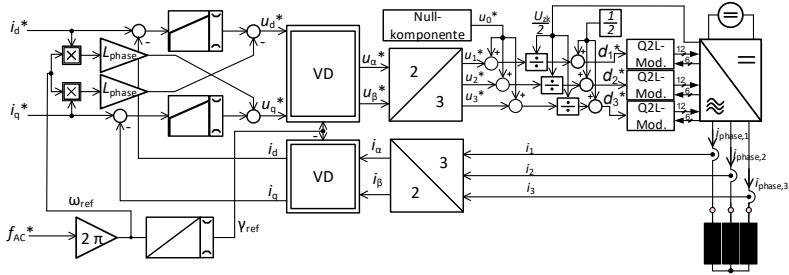 i_d*
L_phase
u_d*
VD
u_α*
u_β*
2
3
Null-
komponente
u_0*
u_1*
u_2*
u_3*
U_zk
2
1
2
d_1*
d_2*
d_3*
Q2L-
Mod.
12
6
Q2L-
Mod.
12
6
Q2L-
Mod.
12
6
i_q*
L_phase
u_q*
i_d
i_q
VD
i_α
i_β
3
2
i_1
i_2
i_3
i_phase,1
i_phase,2
i_phase,3
ω_ref
f_AC*
2 π
γ_ref